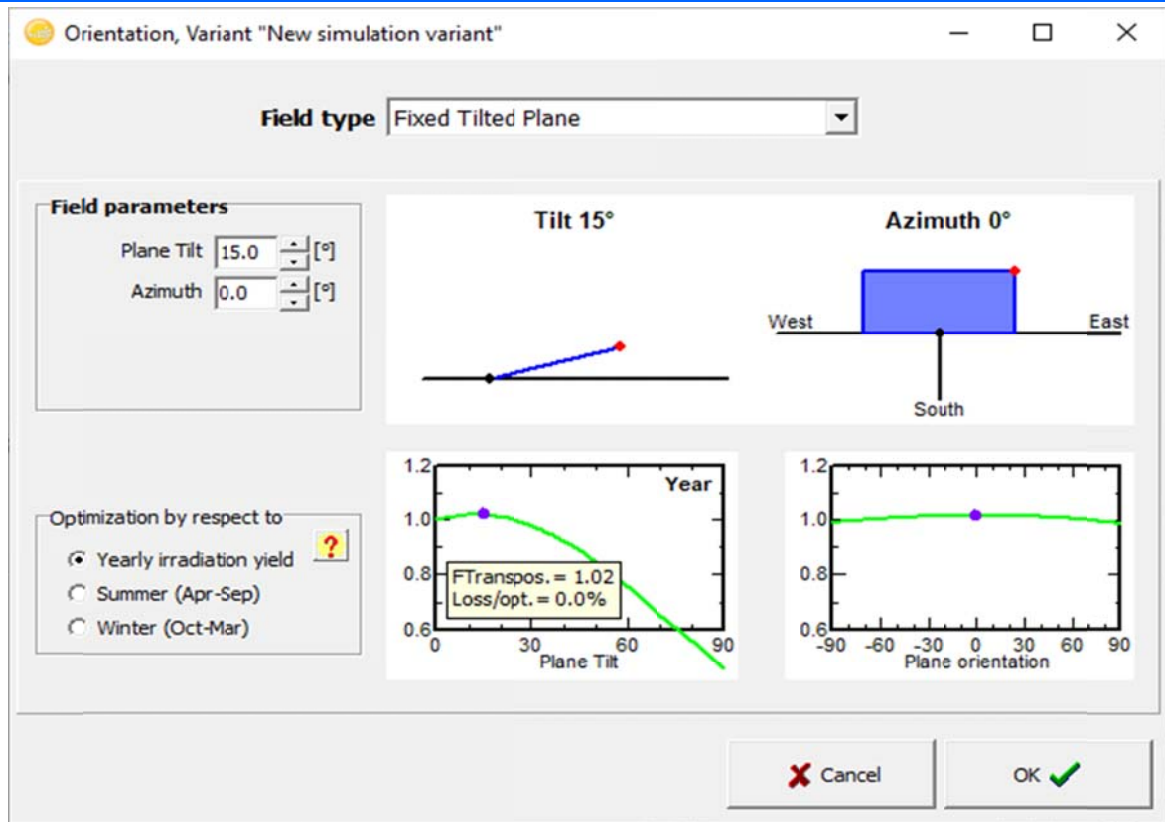 Orientation, Variant "New simulation variant"
Field type Fixed Tilted Plane
Field parameters
Plane Tilt 15.0 [°]
Azimuth 0.0 [°]
Tilt 15°
Azimuth 0°
West
East
South
Optimization by respect to
?
Yearly irradiation yield
Summer (Apr-Sep)
Winter (Oct-Mar)
1.2
1.0
0.8
0.6
Year
FTranspos. = 1.02
Loss/opt. = 0.0%
0 30 60 90
Plane Tilt
1.2
1.0
0.8
0.6
-90 -60 -30 0 30 60 90
Plane orientation
Cancel
OK